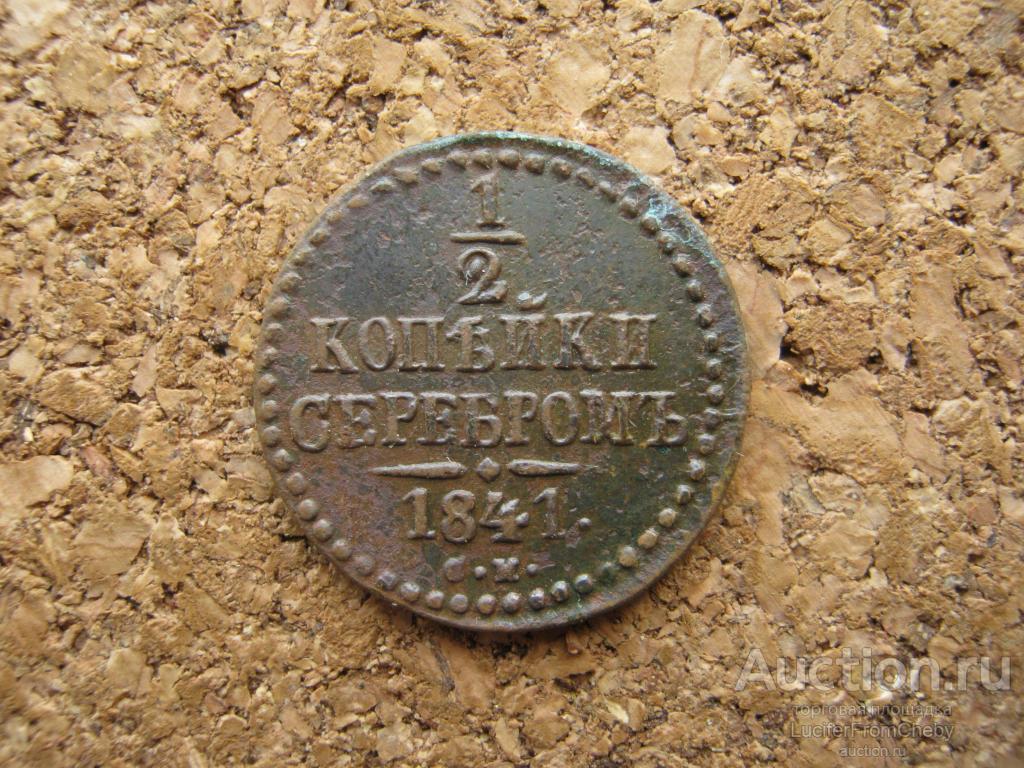 1
2
КОПѢЙКИ
СЕРЕБРОМЪ
1841.
С.М.
Auction.ru
торговая площадка
LuciferFromCheby
auction.ru